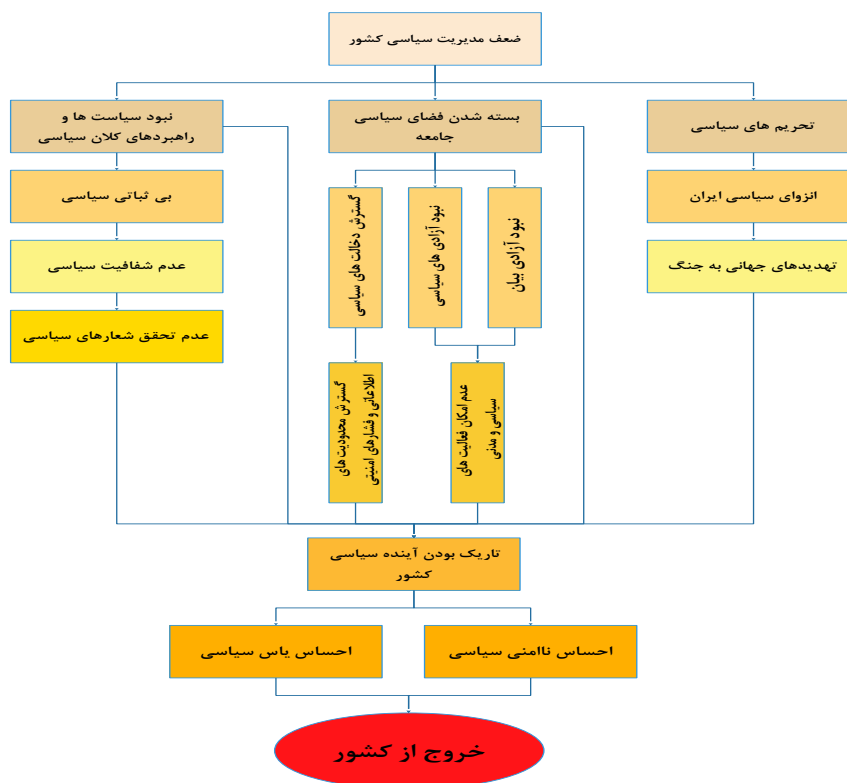 ضعف مدیریت سیاسی کشور
تحریم های سیاسی
بسته شدن فضای سیاسی
جامعه
نبود سیاست ها و
راهبردهای کلان سیاسی
انزوای سیاسی ایران
نبود آزادی بیان
نبود آزادی های سیاسی
گسترش دخالت های سیاسی
بی ثباتی سیاسی
تهدیدهای جهانی به جنگ
عدم شفافیت سیاسی
عدم تحقق شعارهای سیاسی
عدم امکان فعالیت های
سیاسی و مدنی
گسترش محدودیت های
اطلاعاتی و فشارهای امنیتی
تاریک بودن آینده سیاسی
کشور
احساس ناامنی سیاسی
احساس یاس سیاسی
خروج از کشور